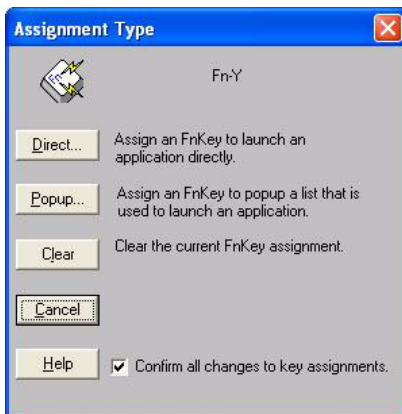 Assignment Type
Fn
Fn-Y
Direct...
Assign an FnKey to launch an
application directly.
Popup...
Assign an FnKey to popup a list that is
used to launch an application.
Clear
Clear the current FnKey assignment.
Cancel
Help
Confirm all changes to key assignments.